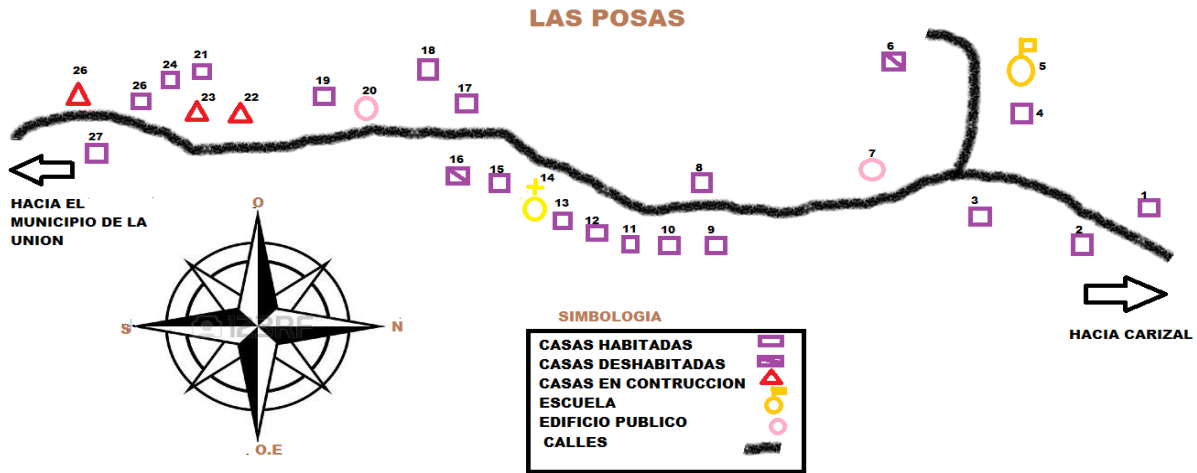 LAS POSAS
26
24
21
23
22
26
27
19
20
18
17
16
15
14
13
12
11
10
9
8
7
6
5
4
3
2
1
HACIA EL
MUNICIPIO DE LA
UNION
HACIA CARIZAL
O
S
N
. O.E
123RF
SIMBOLOGIA
CASAS HABITADAS
CASAS DESHABITADAS
CASAS EN CONTRUCCION
ESCUELA
EDIFICIO PUBLICO
CALLES